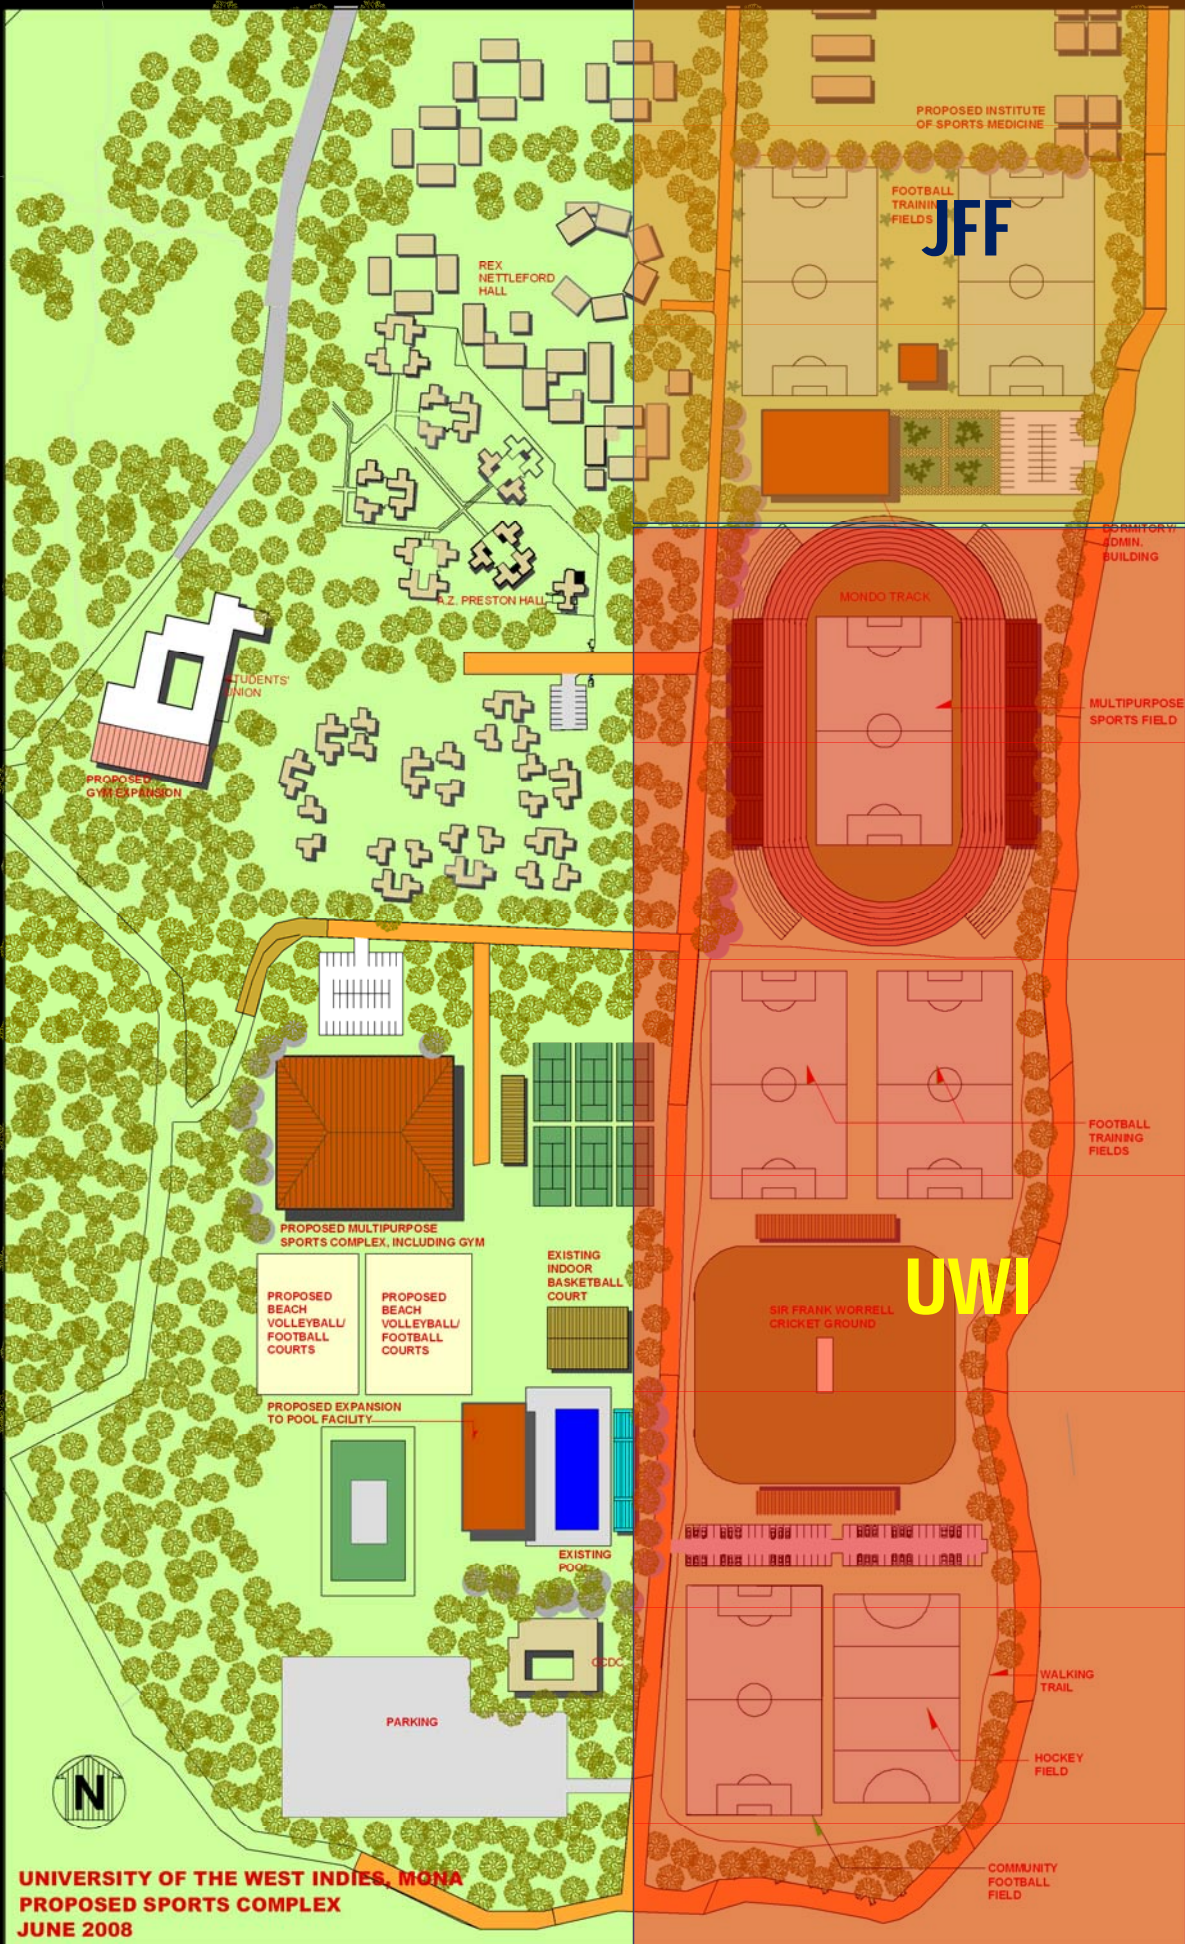 PROPOSED INSTITUTE
OF SPORTS MEDICINE
FOOTBALL
TRAINING
FIELDS
JFF
REX
NETTLEFORD
HALL
DORMITORY/
ADMIN.
BUILDING
MONDO TRACK
A.Z. PRESTON HALL
STUDENTS'
UNION
MULTIPURPOSE
SPORTS FIELD
PROPOSED
GYM EXPANSION
FOOTBALL
TRAINING
FIELDS
PROPOSED MULTIPURPOSE
SPORTS COMPLEX, INCLUDING GYM
EXISTING
INDOOR
BASKETBALL
COURT
UWI
PROPOSED
BEACH
VOLLEYBALL/
FOOTBALL
COURTS
PROPOSED
BEACH
VOLLEYBALL/
FOOTBALL
COURTS
SIR FRANK WORRELL
CRICKET GROUND
PROPOSED EXPANSION
TO POOL FACILITY
EXISTING
POOL
CCDC
WALKING
TRAIL
PARKING
HOCKEY
FIELD
N
COMMUNITY
FOOTBALL
FIELD
UNIVERSITY OF THE WEST INDIES, MONA
PROPOSED SPORTS COMPLEX
JUNE 2008